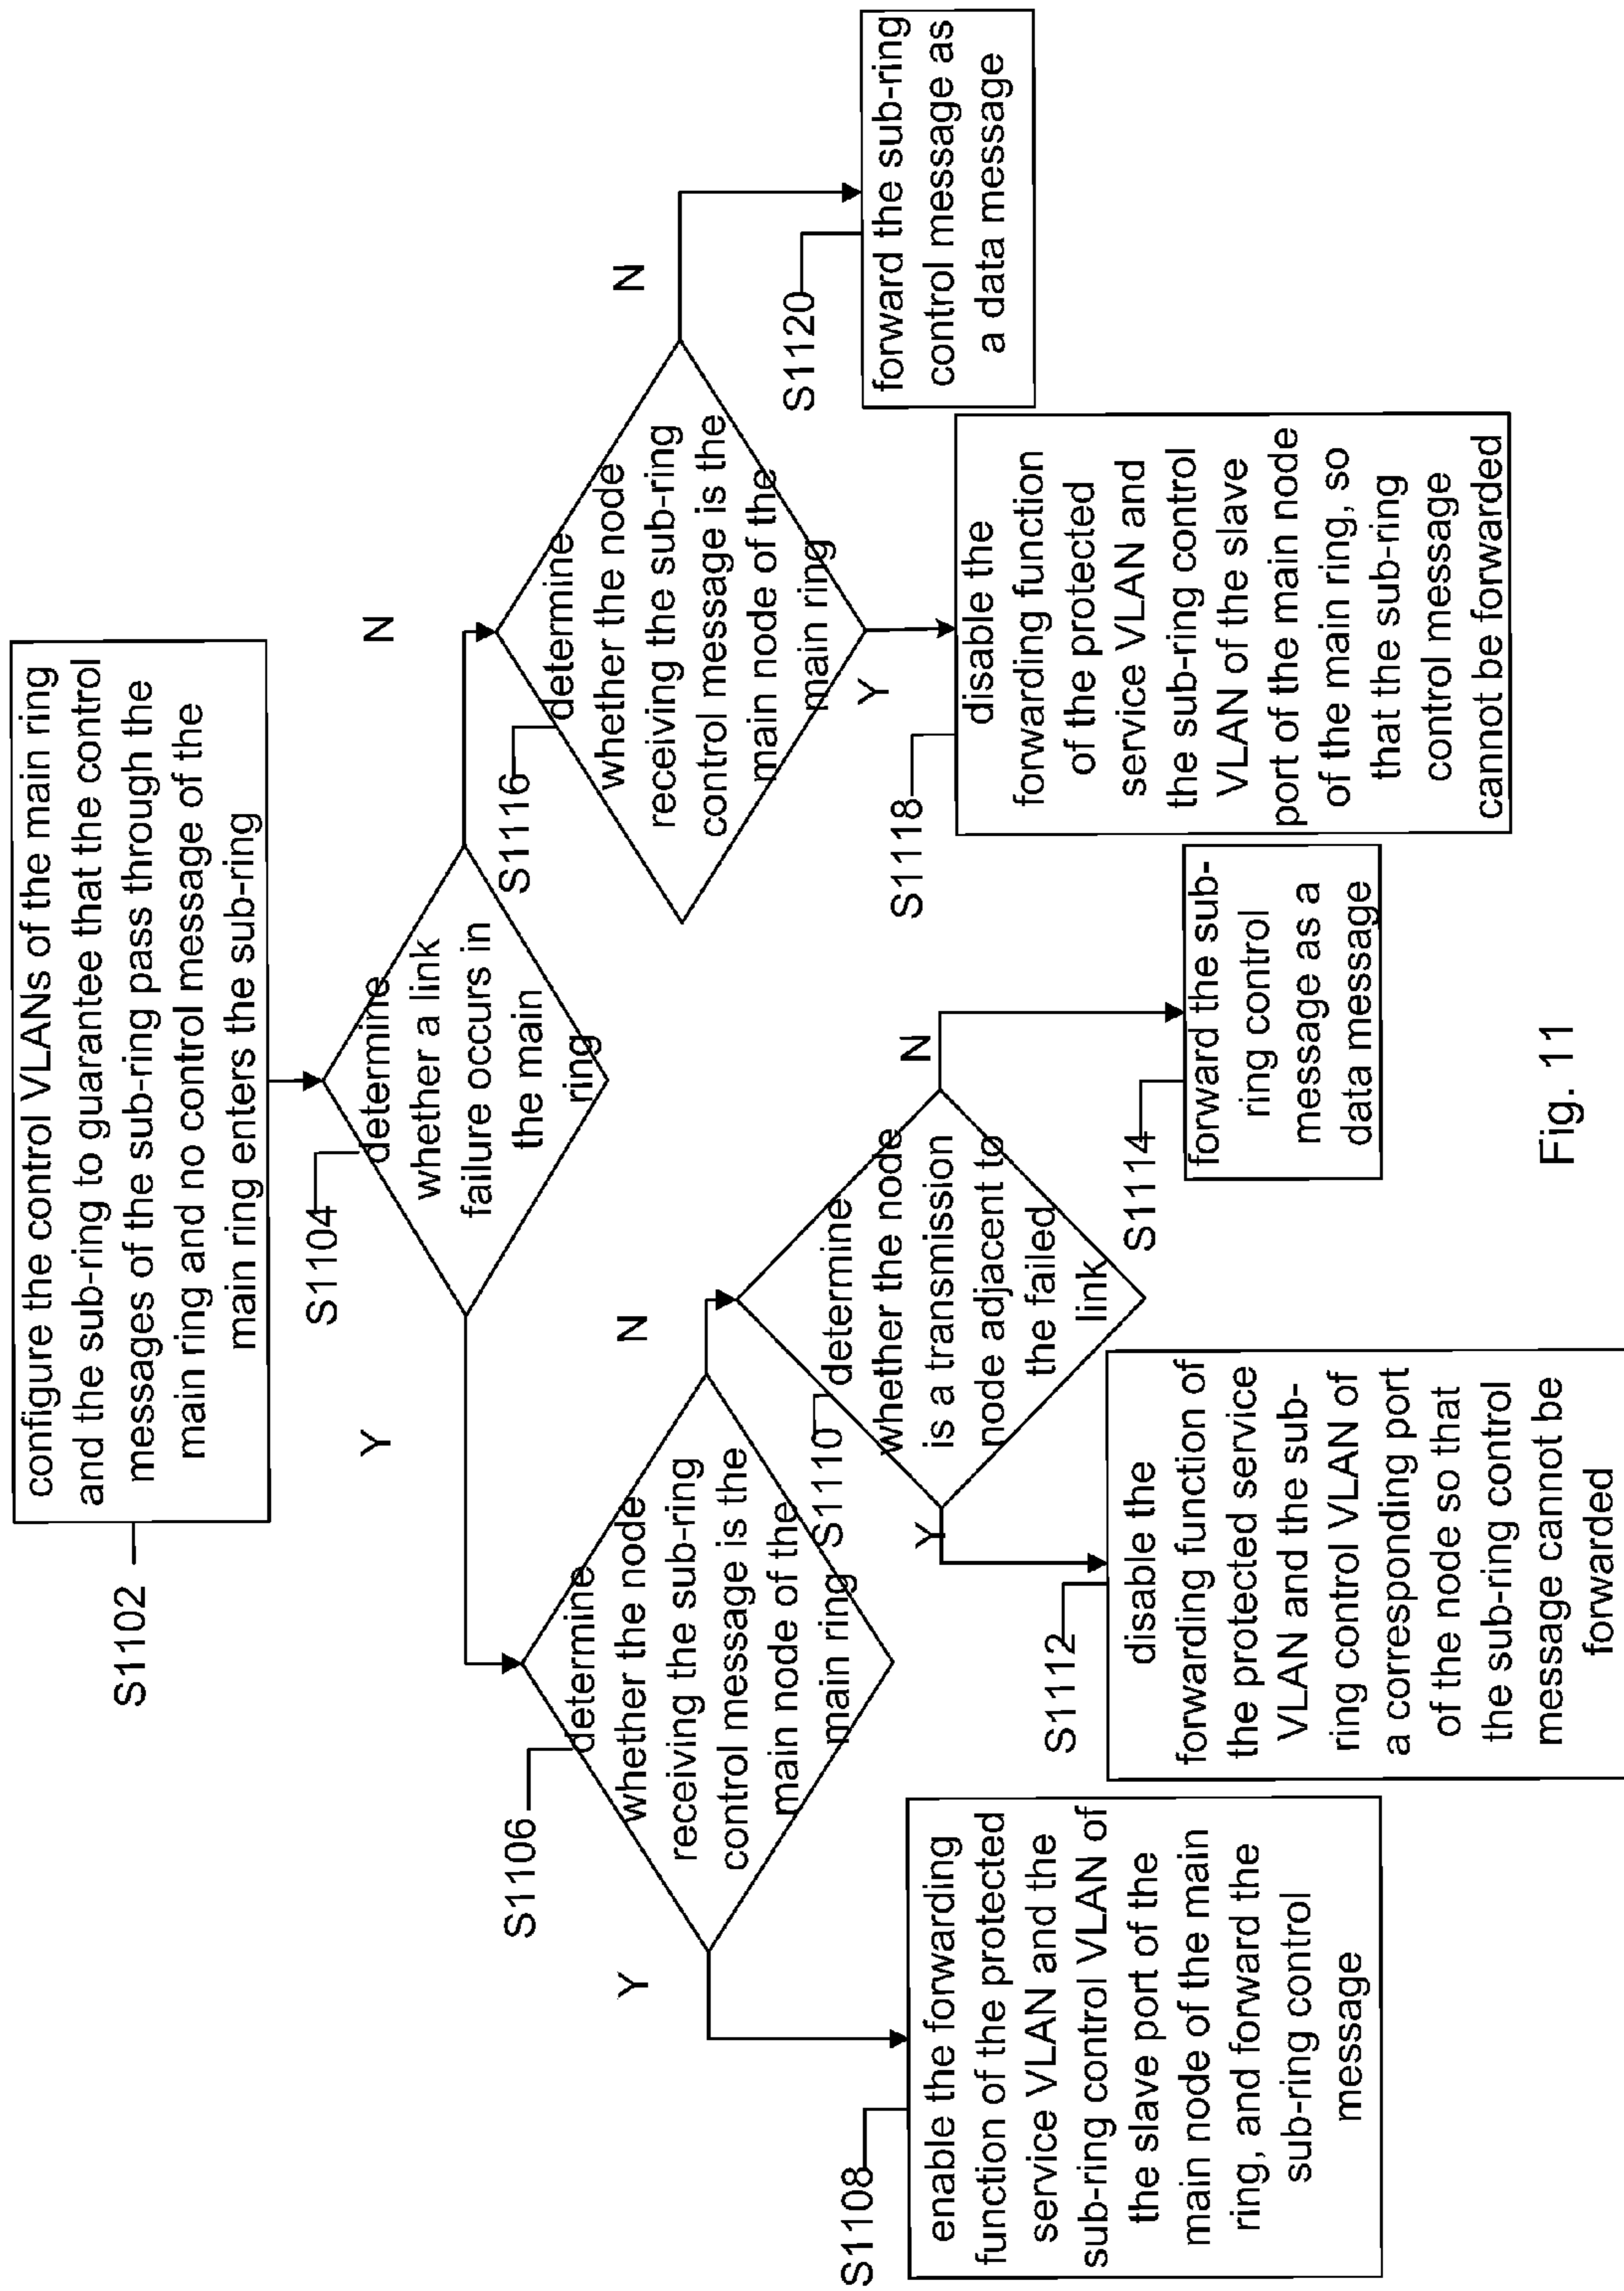 configure the control VLANs of the main ring
and the sub-ring to guarantee that the control
messages of the sub-ring pass through the
main ring and no control message of the
main ring enters the sub-ring
S1102
S1104
determine
whether a link
failure occurs in
the main
ring
Y
N
S1106
determine
whether the node
receiving the sub-ring
control message is the
main node of the
main ring
Y
N
S1116
determine
whether the node
receiving the sub-ring
control message is the
main node of the
main ring
Y
N
S1108
enable the forwarding
function of the protected
service VLAN and the
sub-ring control VLAN of
the slave port of the
main node of the main
ring, and forward the
sub-ring control
message
S1110
determine
whether the node
is a transmission
node adjacent to
the failed
link
Y
N
S1112
disable the
forwarding function of
the protected service
VLAN and the sub-
ring control VLAN of
a corresponding port
of the node so that
the sub-ring control
message cannot be
forwarded
S1114
forward the sub-
ring control
message as a
data message
S1118
disable the
forwarding function
of the protected
service VLAN and
the sub-ring control
VLAN of the slave
port of the main node
of the main ring, so
that the sub-ring
control message
cannot be forwarded
S1120
forward the sub-ring
control message as
a data message
Fig. 11